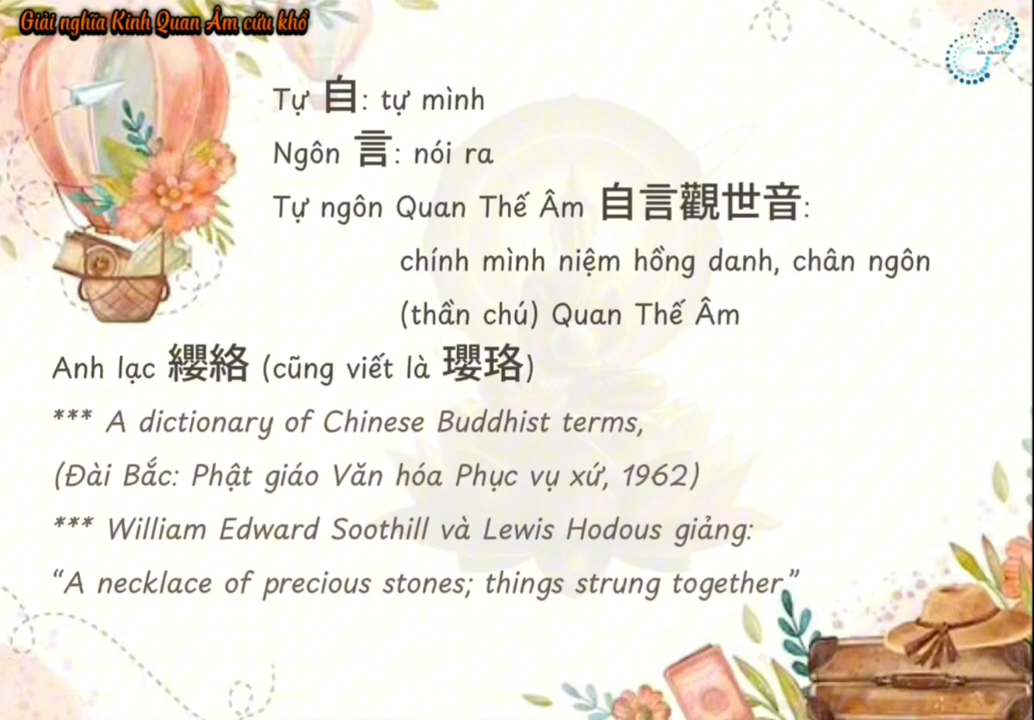 Giải nghĩa Kinh Quan Âm cứu khổ
Tự 自: tự mình
Ngôn 言: nói ra
Tự ngôn Quan Thế Âm 自言觀世音:
chính mình niệm hồng danh, chân ngôn
(thần chú) Quan Thế Âm
Anh lạc 纓絡 (cũng viết là 瓔珞)
*** A dictionary of Chinese Buddhist terms,
(Đài Bắc: Phật giáo Văn hóa Phục vụ xứ, 1962)
*** William Edward Soothill và Lewis Hodous giảng:
“A necklace of precious stones; things strung together.”